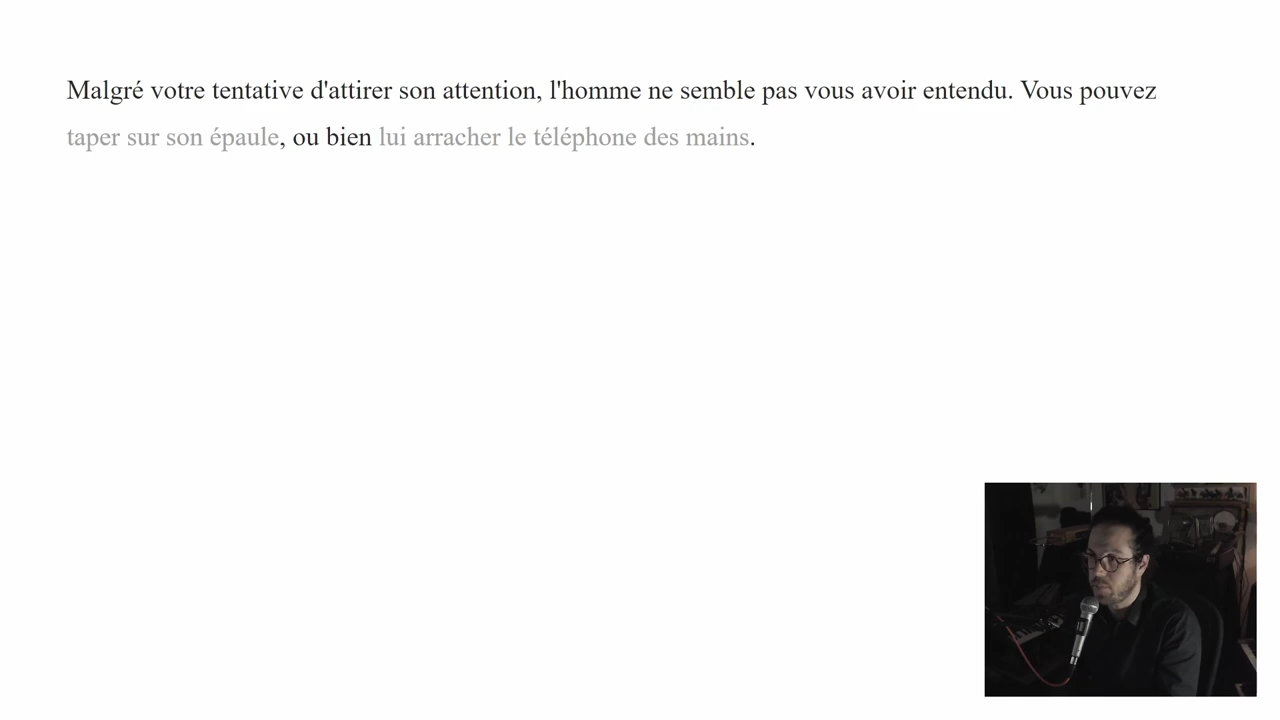 Malgré votre tentative d'attirer son attention, l'homme ne semble pas vous avoir entendu. Vous pouvez
taper sur son épaule, ou bien lui arracher le téléphone des mains.